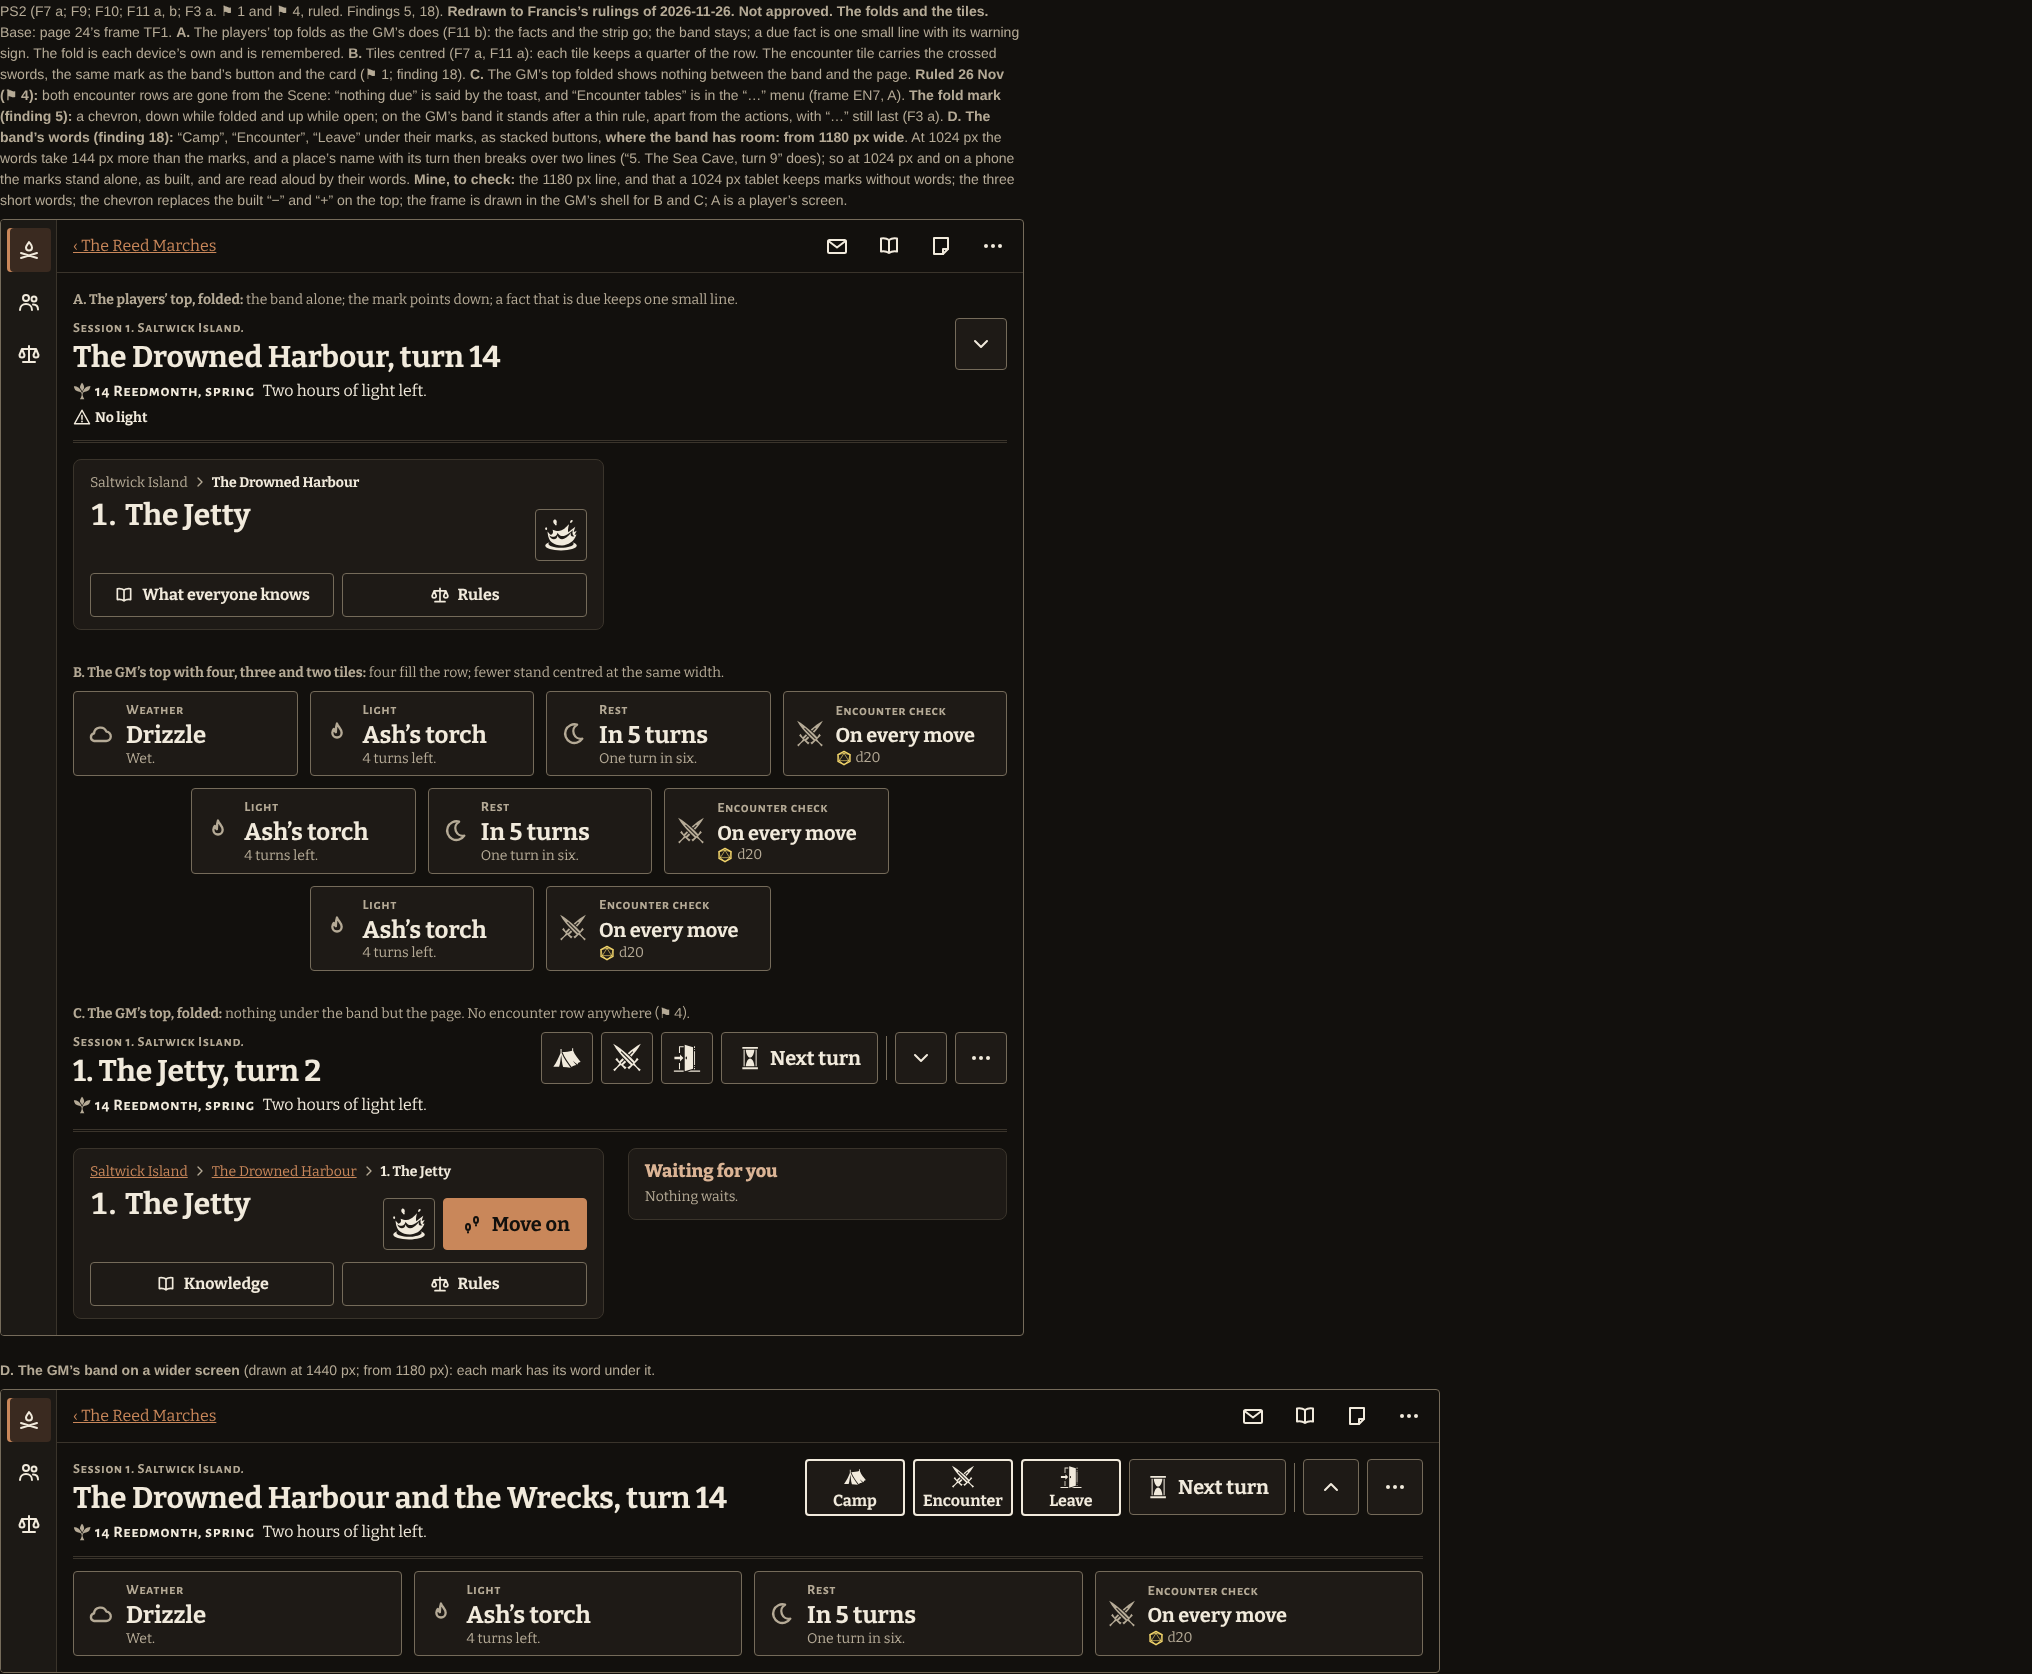 PS2 (F7 a; F9; F10; F11 a, b; F3 a. ⚑ 1 and ⚑ 4, ruled. Findings 5, 18). Redrawn to Francis’s rulings of 2026-11-26. Not approved. The folds and the tiles.
Base: page 24’s frame TF1. A. The players’ top folds as the GM’s does (F11 b): the facts and the strip go; the band stays; a due fact is one small line with its warning
sign. The fold is each device’s own and is remembered. B. Tiles centred (F7 a, F11 a): each tile keeps a quarter of the row. The encounter tile carries the crossed
swords, the same mark as the band’s button and the card (⚑ 1; finding 18). C. The GM’s top folded shows nothing between the band and the page. Ruled 26 Nov
(⚑ 4): both encounter rows are gone from the Scene: “nothing due” is said by the toast, and “Encounter tables” is in the “…” menu (frame EN7, A). The fold mark
(finding 5): a chevron, down while folded and up while open; on the GM’s band it stands after a thin rule, apart from the actions, with “…” still last (F3 a). D. The
band’s words (finding 18): “Camp”, “Encounter”, “Leave” under their marks, as stacked buttons, where the band has room: from 1180 px wide. At 1024 px the
words take 144 px more than the marks, and a place’s name with its turn then breaks over two lines (“5. The Sea Cave, turn 9” does); so at 1024 px and on a phone
the marks stand alone, as built, and are read aloud by their words. Mine, to check: the 1180 px line, and that a 1024 px tablet keeps marks without words; the three
short words; the chevron replaces the built “−” and “+” on the top; the frame is drawn in the GM’s shell for B and C; A is a player’s screen.
‹ The Reed Marches
A. The players’ top, folded: the band alone; the mark points down; a fact that is due keeps one small line.
Session 1. Saltwick Island.
The Drowned Harbour, turn 14
14 Reedmonth, spring Two hours of light left.
No light
Saltwick Island > The Drowned Harbour
1. The Jetty
What everyone knows
Rules
B. The GM’s top with four, three and two tiles: four fill the row; fewer stand centred at the same width.
Weather
Drizzle
Wet.
Light
Ash’s torch
4 turns left.
Rest
In 5 turns
One turn in six.
Encounter check
On every move
d20
Light
Ash’s torch
4 turns left.
Rest
In 5 turns
One turn in six.
Encounter check
On every move
d20
Light
Ash’s torch
4 turns left.
Encounter check
On every move
d20
C. The GM’s top, folded: nothing under the band but the page. No encounter row anywhere (⚑ 4).
Session 1. Saltwick Island.
1. The Jetty, turn 2
Next turn
14 Reedmonth, spring Two hours of light left.
Saltwick Island > The Drowned Harbour > 1. The Jetty
1. The Jetty
Move on
Knowledge
Rules
Waiting for you
Nothing waits.
D. The GM’s band on a wider screen (drawn at 1440 px; from 1180 px): each mark has its word under it.
‹ The Reed Marches
Session 1. Saltwick Island.
The Drowned Harbour and the Wrecks, turn 14
Camp
Encounter
Leave
Next turn
14 Reedmonth, spring Two hours of light left.
Weather
Drizzle
Wet.
Light
Ash’s torch
4 turns left.
Rest
In 5 turns
One turn in six.
Encounter check
On every move
d20